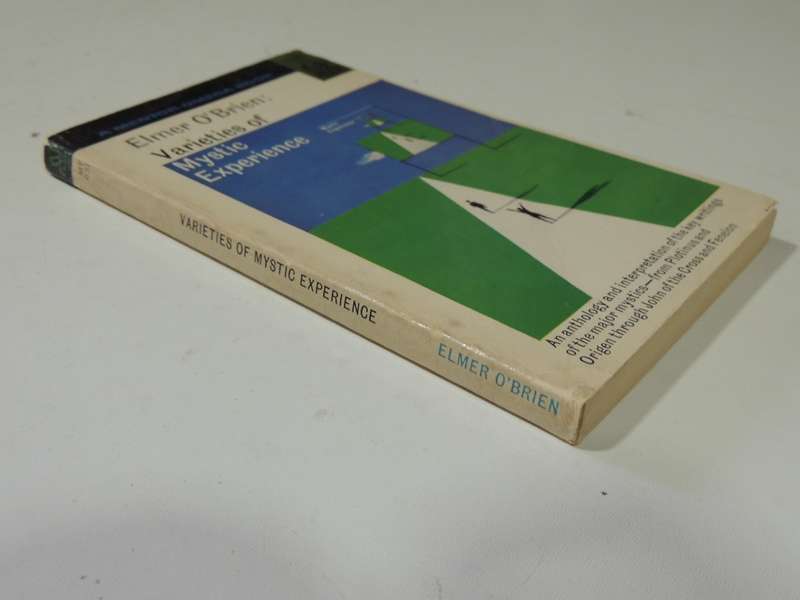 Elmer O'Brien:
Varieties of
Mystic
Experience
An anthology and interpretation of the key writings
of the major mystics—from Plotinus and
Origen through John of the Cross and Fenelon
VARIETIES OF MYSTIC EXPERIENCE
ELMER O'BRIEN